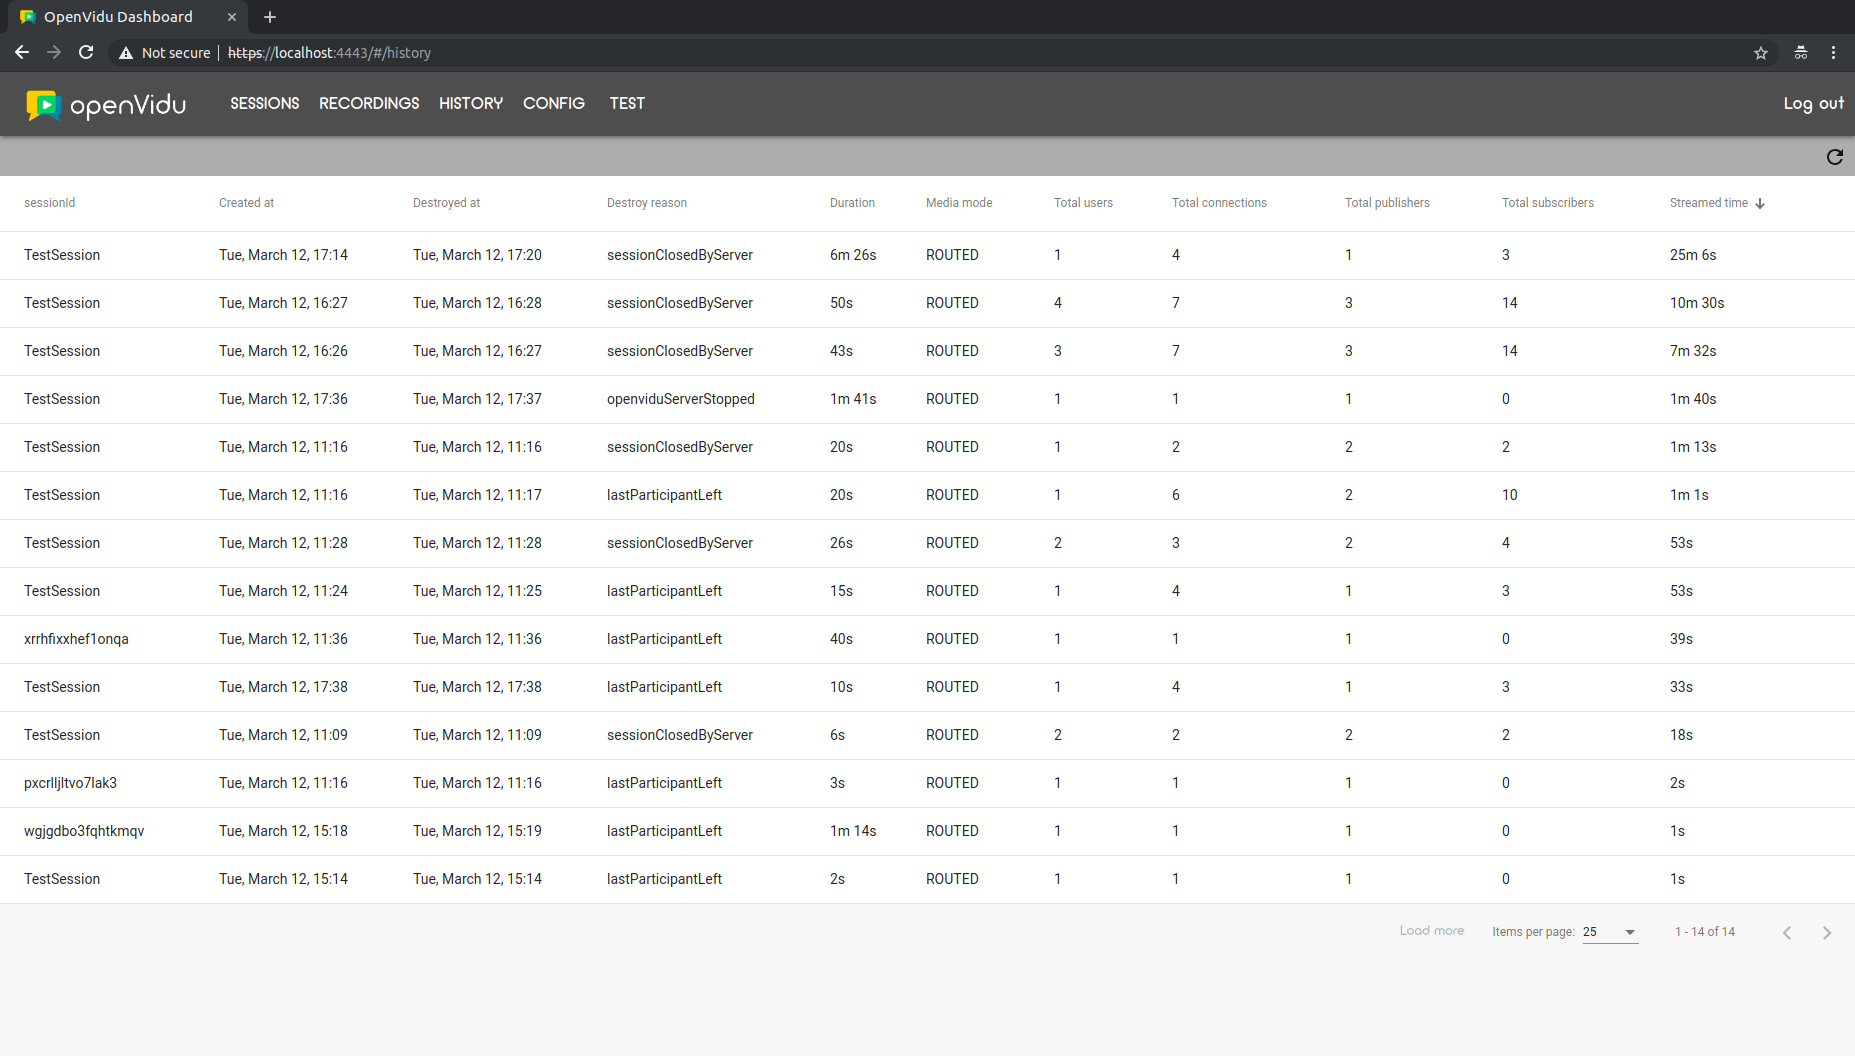 OpenVidu Dashboard
Not secure | https://localhost:4443/#/history
openVidu SESSIONS RECORDINGS HISTORY CONFIG TEST Log out
sessionId Created at Destroyed at Destroy reason Duration Media mode Total users Total connections Total publishers Total subscribers Streamed time
TestSession Tue, March 12, 17:14 Tue, March 12, 17:20 sessionClosedByServer 6m 26s ROUTED 1 4 1 3 25m 6s
TestSession Tue, March 12, 16:27 Tue, March 12, 16:28 sessionClosedByServer 50s ROUTED 4 7 3 14 10m 30s
TestSession Tue, March 12, 16:26 Tue, March 12, 16:27 sessionClosedByServer 43s ROUTED 3 7 3 14 7m 32s
TestSession Tue, March 12, 17:36 Tue, March 12, 17:37 openviduServerStopped 1m 41s ROUTED 1 1 1 0 1m 40s
TestSession Tue, March 12, 11:16 Tue, March 12, 11:16 sessionClosedByServer 20s ROUTED 1 2 2 2 1m 13s
TestSession Tue, March 12, 11:16 Tue, March 12, 11:17 lastParticipantLeft 20s ROUTED 1 6 2 10 1m 1s
TestSession Tue, March 12, 11:28 Tue, March 12, 11:28 sessionClosedByServer 26s ROUTED 2 3 2 4 53s
TestSession Tue, March 12, 11:24 Tue, March 12, 11:25 lastParticipantLeft 15s ROUTED 1 4 1 3 53s
xrrhfixxhef1onqa Tue, March 12, 11:36 Tue, March 12, 11:36 lastParticipantLeft 40s ROUTED 1 1 1 0 39s
TestSession Tue, March 12, 17:38 Tue, March 12, 17:38 lastParticipantLeft 10s ROUTED 1 4 1 3 33s
TestSession Tue, March 12, 11:09 Tue, March 12, 11:09 sessionClosedByServer 6s ROUTED 2 2 2 2 18s
pxcrlljltvo7lak3 Tue, March 12, 11:16 Tue, March 12, 11:16 lastParticipantLeft 3s ROUTED 1 1 1 0 2s
wgjgdbo3fqhtkmqv Tue, March 12, 15:18 Tue, March 12, 15:19 lastParticipantLeft 1m 14s ROUTED 1 1 1 0 1s
TestSession Tue, March 12, 15:14 Tue, March 12, 15:14 lastParticipantLeft 2s ROUTED 1 1 1 0 1s
Load more Items per page: 25 1 - 14 of 14